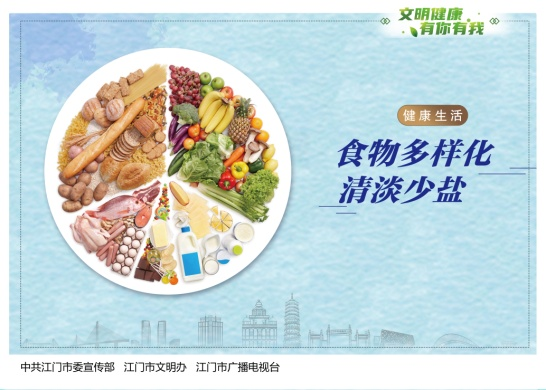 文明健康
有你有我
健康生活
食物多样化
清淡少盐
中共江门市委宣传部 江门市文明办 江门市广播电视台